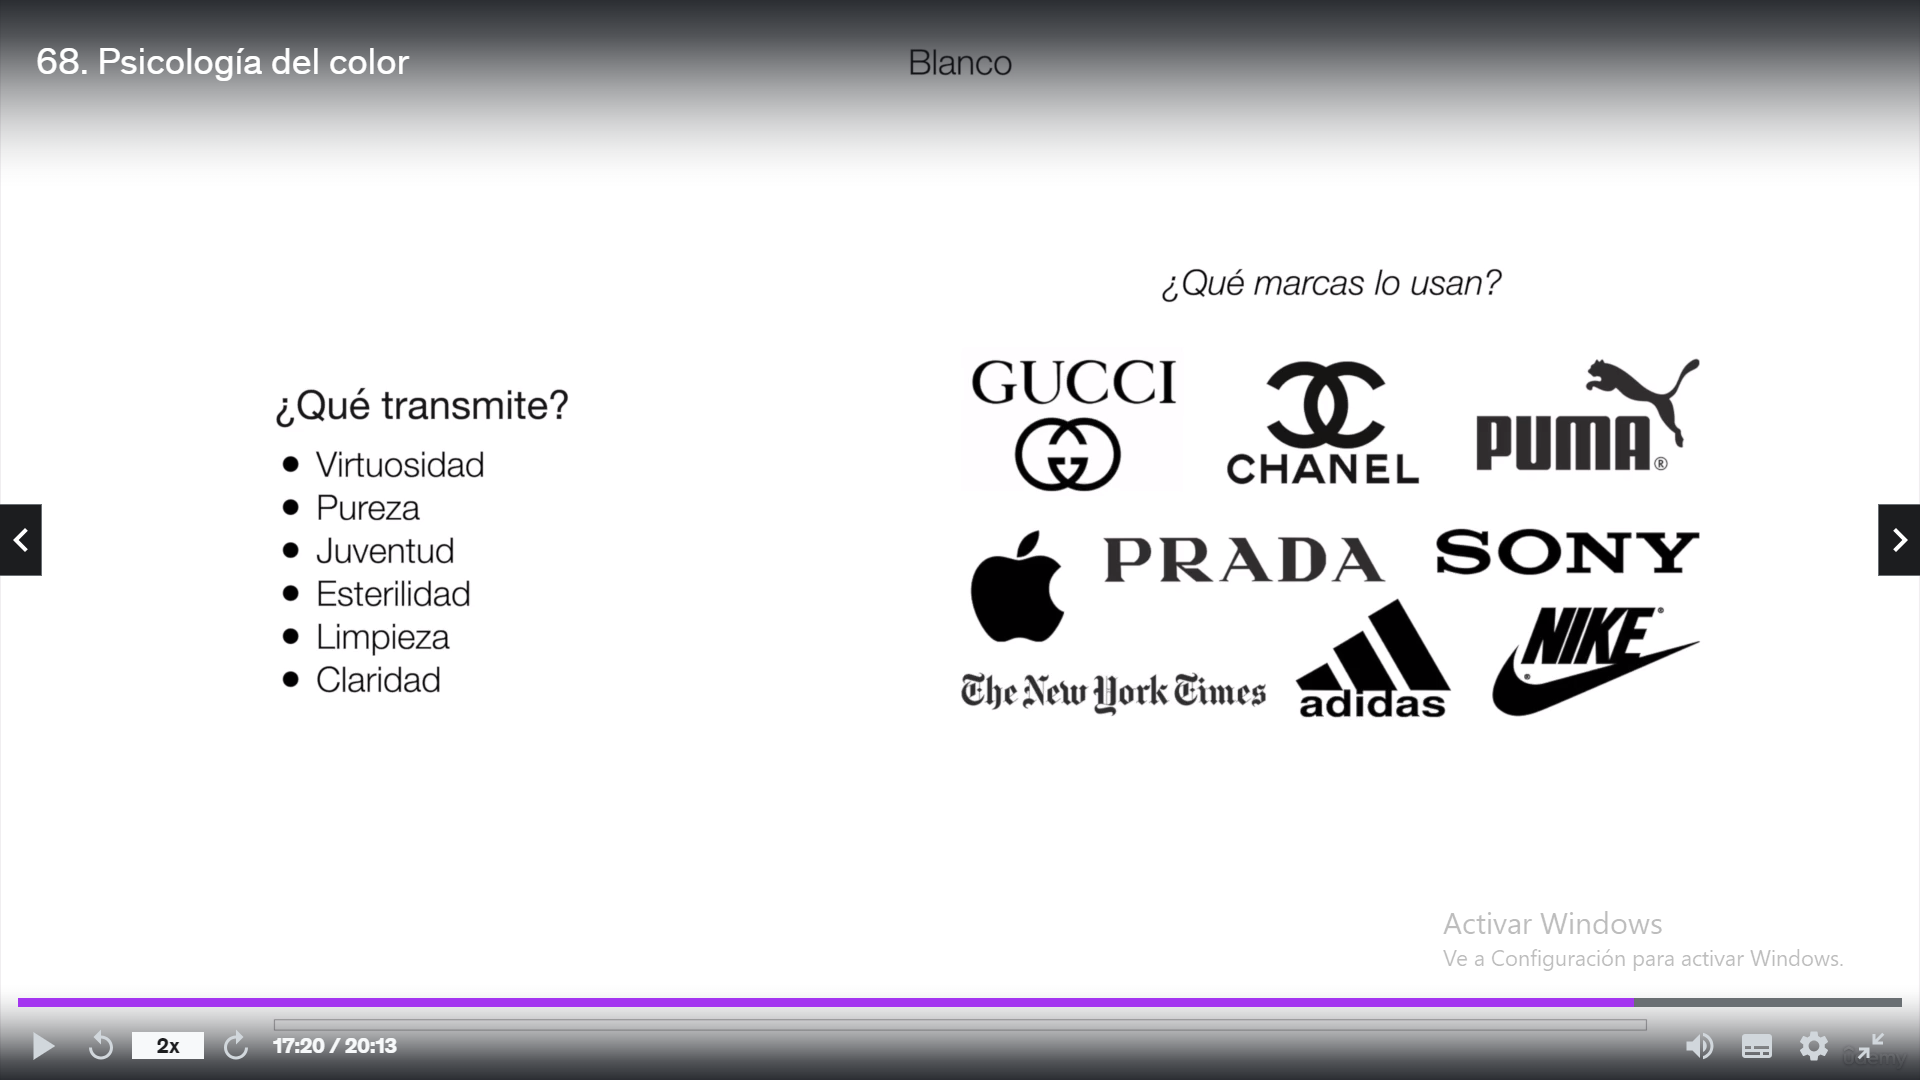 68. Psicología del color
Blanco
¿Qué marcas lo usan?
¿Qué transmite?
● Virtuosidad
● Pureza
● Juventud
● Esterilidad
● Limpieza
● Claridad
GUCCI
CHANEL
PUMA®
PRADA
SONY
NIKE
The New York Times
adidas
Activar Windows
Ve a Configuración para activar Windows.
2x
17:20 / 20:13
ûdemy